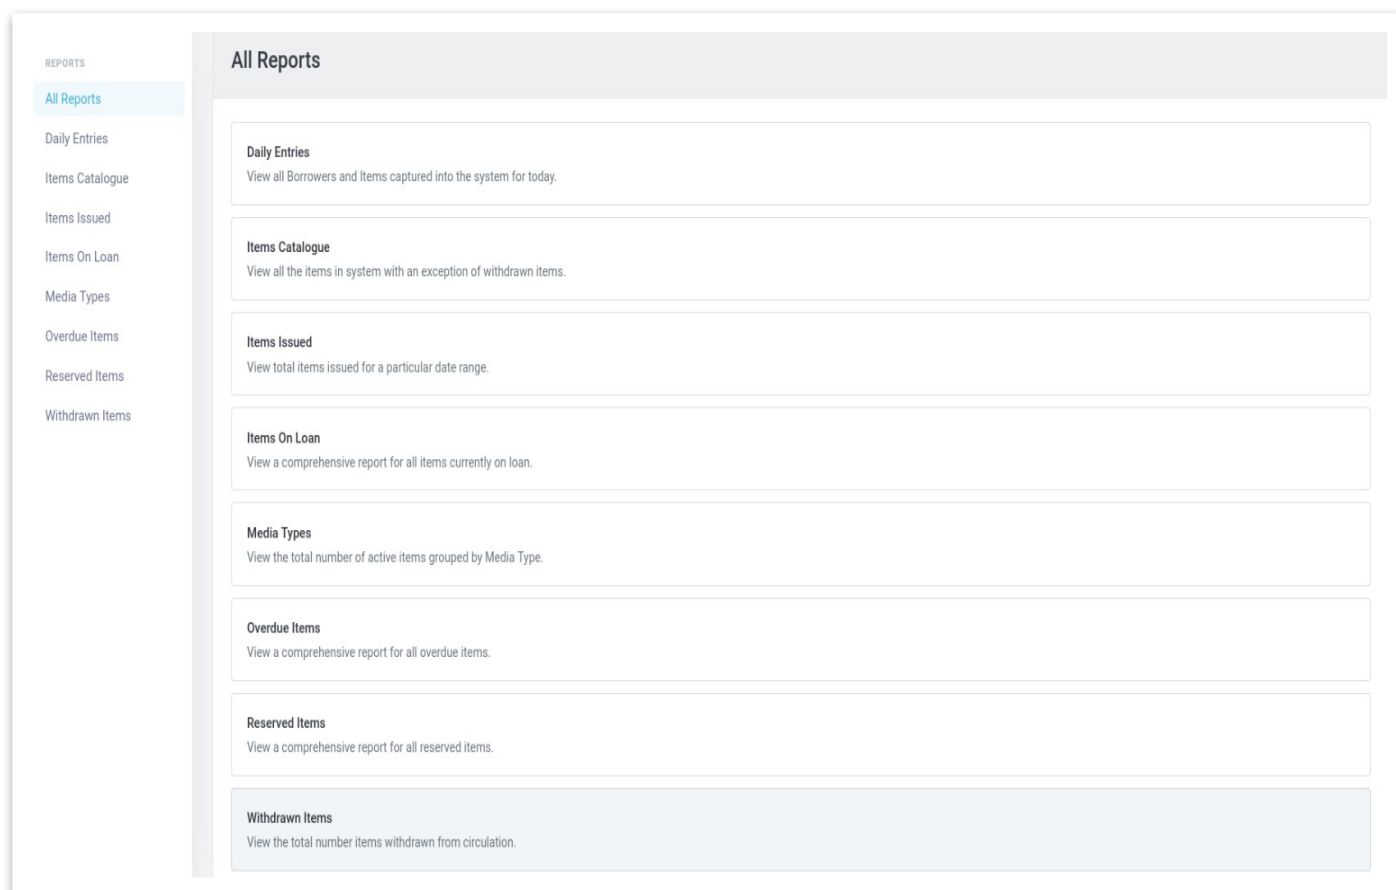 REPORTS
All Reports
Daily Entries
Items Catalogue
Items Issued
Items On Loan
Media Types
Overdue Items
Reserved Items
Withdrawn Items
All Reports
Daily Entries
View all Borrowers and Items captured into the system for today.
Items Catalogue
View all the items in system with an exception of withdrawn items.
Items Issued
View total items issued for a particular date range.
Items On Loan
View a comprehensive report for all items currently on loan.
Media Types
View the total number of active items grouped by Media Type.
Overdue Items
View a comprehensive report for all overdue items.
Reserved Items
View a comprehensive report for all reserved items.
Withdrawn Items
View the total number items withdrawn from circulation.